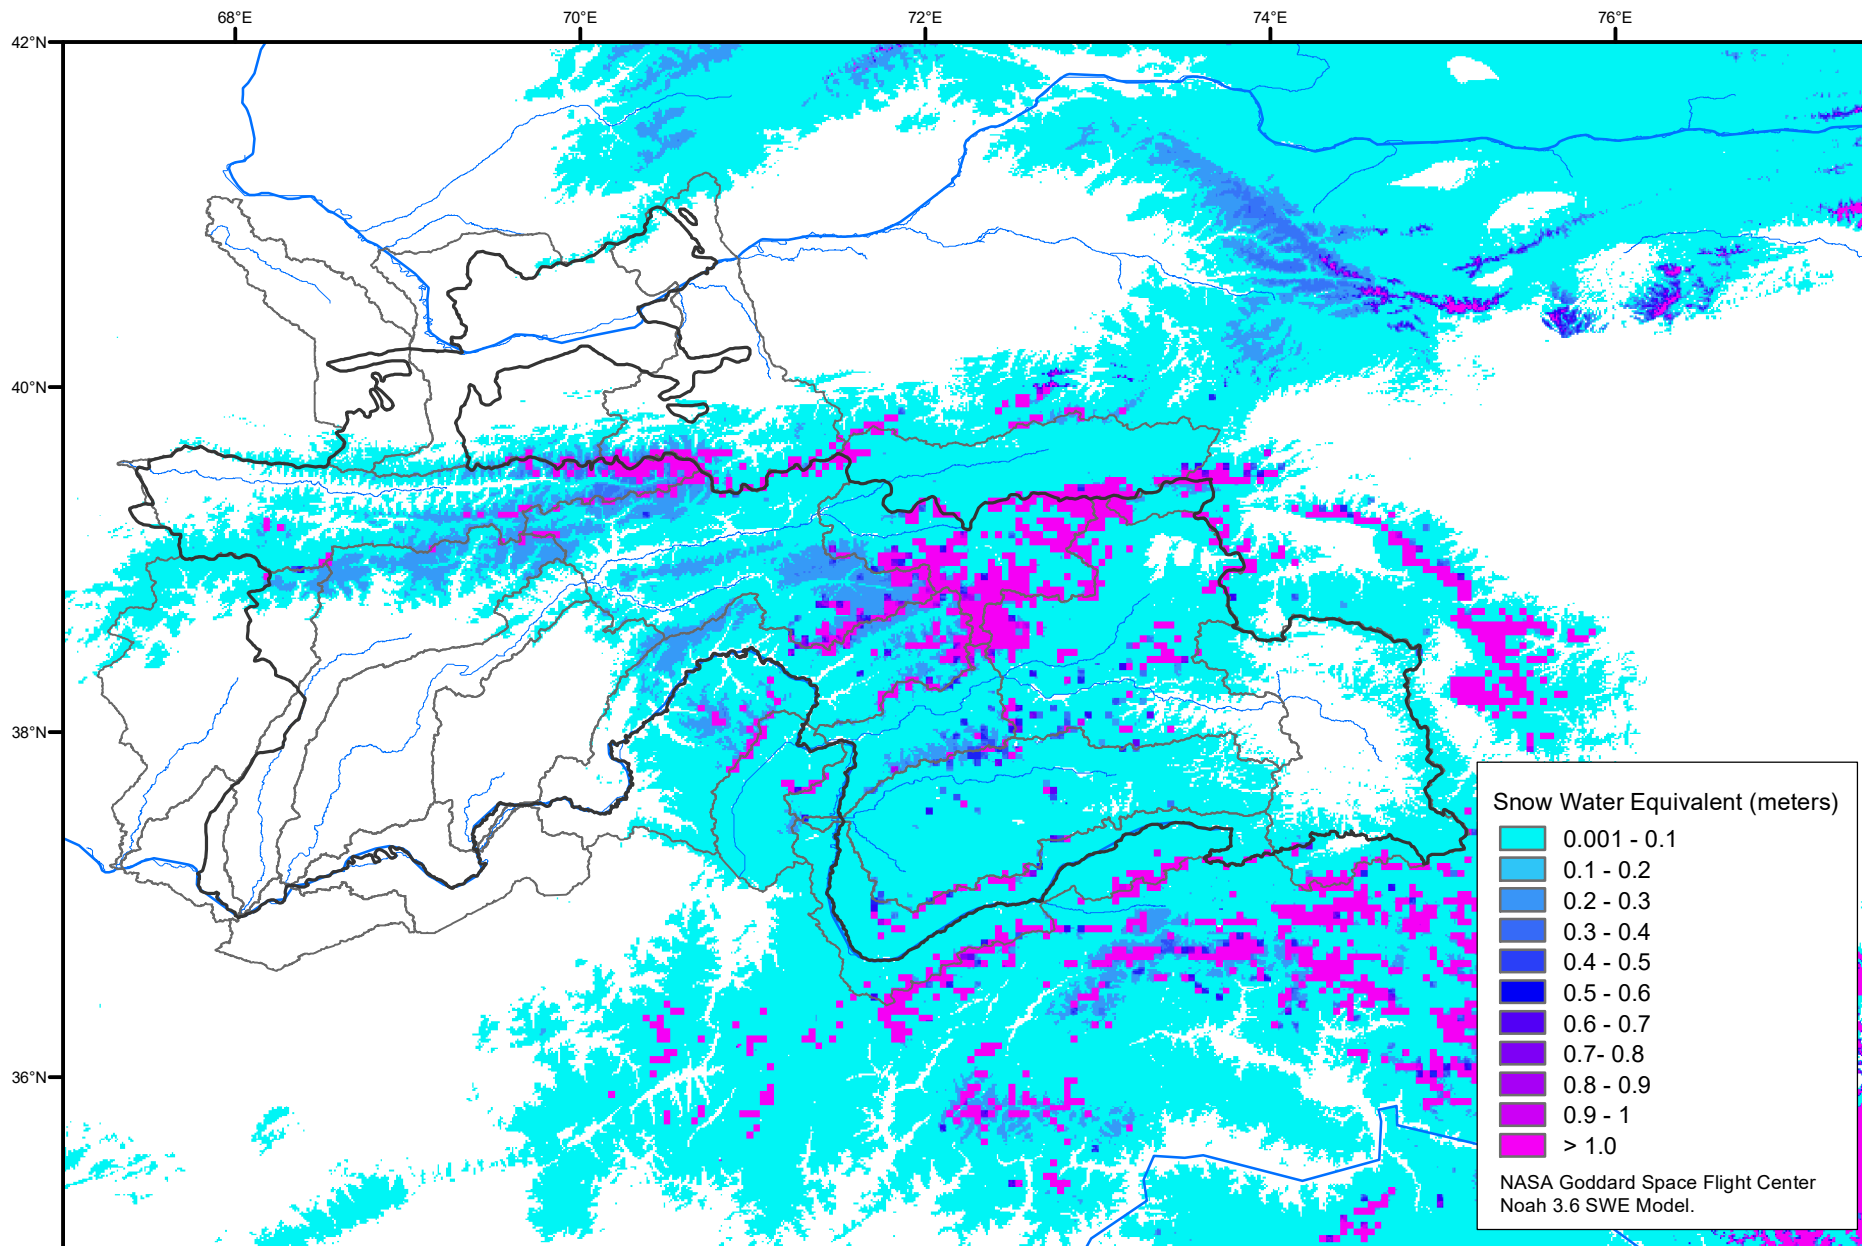 68°E
70°E
72°E
74°E
76°E
42°N
40°N
38°N
36°N
Snow Water Equivalent (meters)
0.001 - 0.1
0.1 - 0.2
0.2 - 0.3
0.3 - 0.4
0.4 - 0.5
0.5 - 0.6
0.6 - 0.7
0.7- 0.8
0.8 - 0.9
0.9 - 1
> 1.0
NASA Goddard Space Flight Center
Noah 3.6 SWE Model.